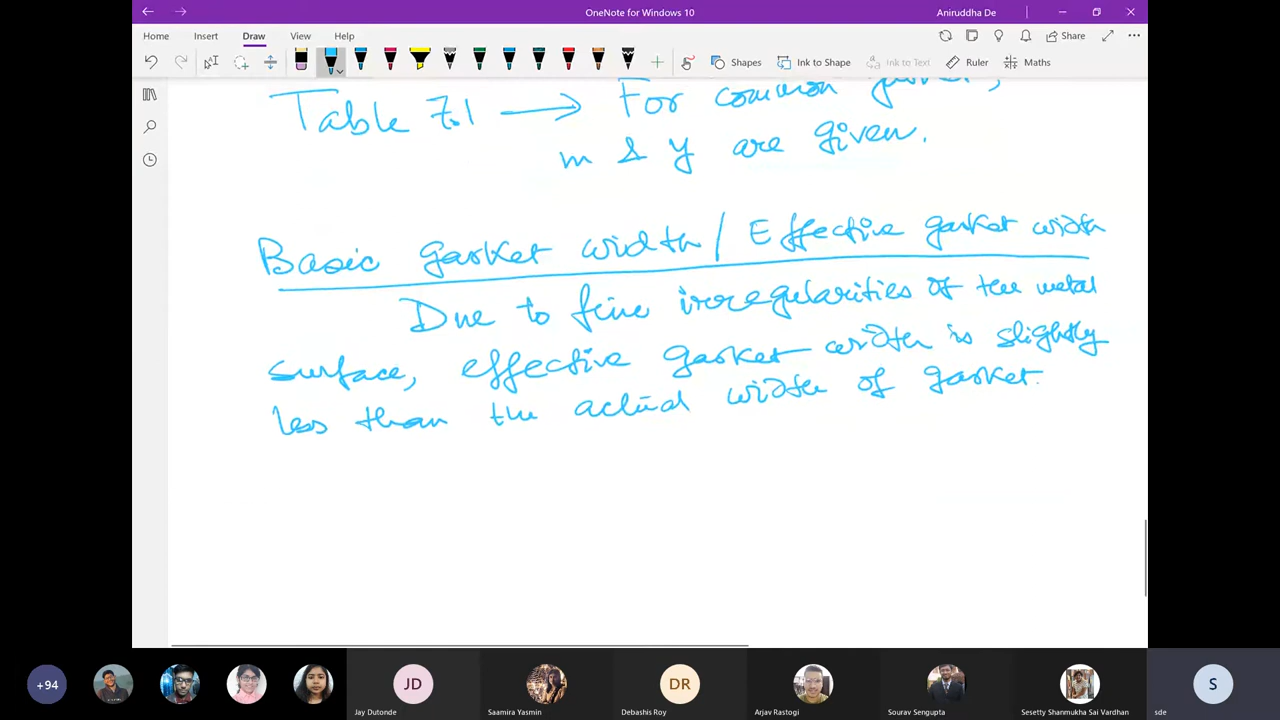 OneNote for Windows 10
Aniruddha De
Home Insert Draw View Help
Share
Shapes Ink to Shape Ink to Text Ruler Maths
Table 7.1 → For common gasket,
m & y are given.
Basic gasket width / Effective gasket width
Due to fine irregularities of the metal
surface, effective gasket width is slightly
less than the actual width of gasket.
+94
JD
DR
S
Jay Dutonde
Saamira Yasmin
Debashis Roy
Arjav Rastogi
Sourav Sengupta
Sesetty Shanmukha Sai Vardhan
sde